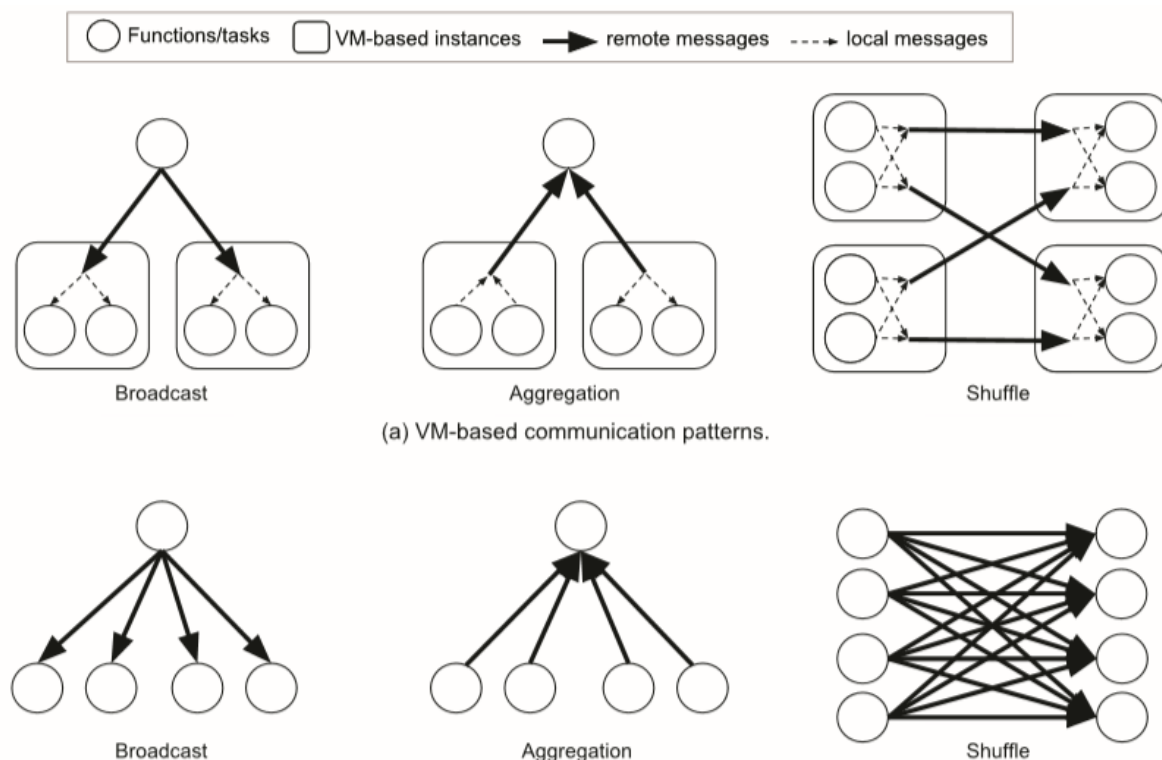 Functions/tasks VM-based instances remote messages local messages
Broadcast Aggregation Shuffle
(a) VM-based communication patterns.
Broadcast Aggregation Shuffle